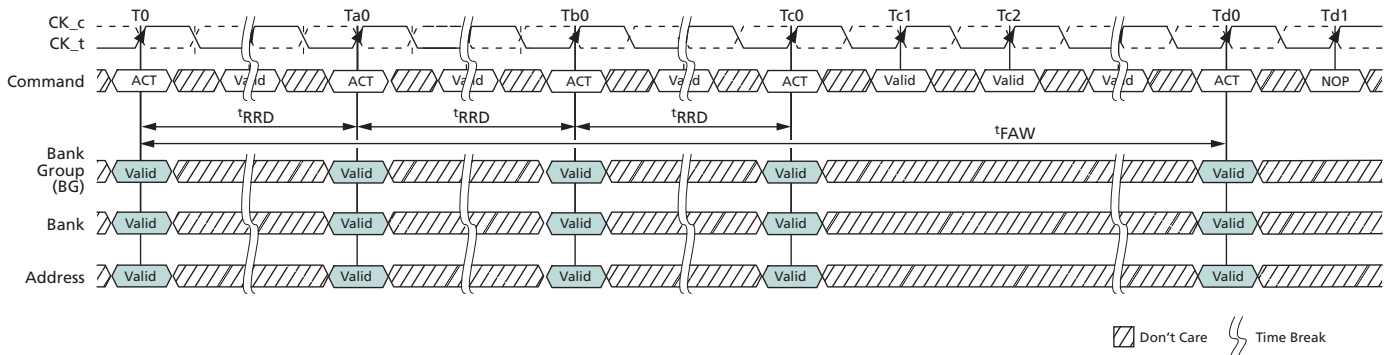 T0 Ta0 Tb0 Tc0 Tc1 Tc2 Td0 Td1
CK_c
CK_t
Command ACT Valid ACT Valid ACT Valid ACT Valid Valid Valid ACT NOP
tRRD tRRD tRRD
tFAW
Bank
Group
(BG)
Valid Valid Valid Valid Valid
Bank Valid Valid Valid Valid Valid
Address Valid Valid Valid Valid Valid
Don't Care Time Break